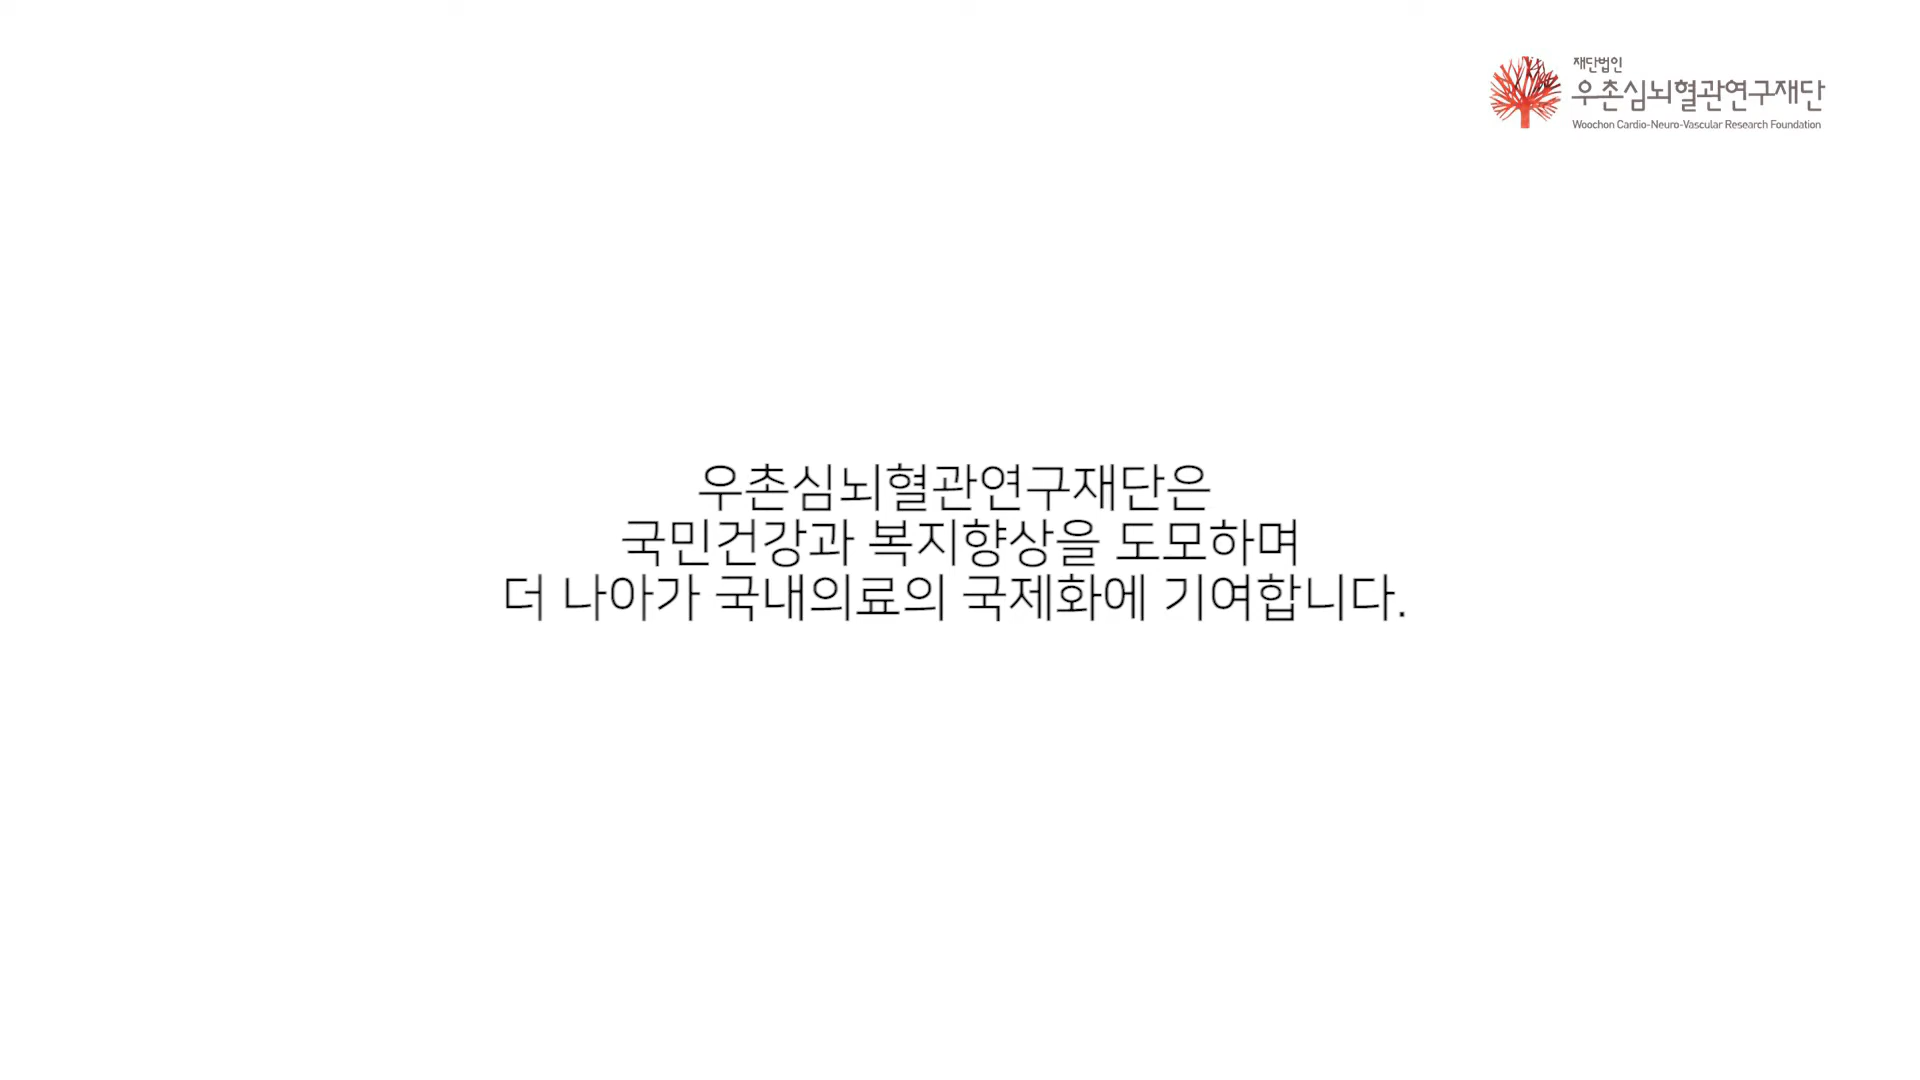 재단법인
우촌심뇌혈관연구재단
Woochon Cardio-Neuro-Vascular Research Foundation
우촌심뇌혈관연구재단은
국민건강과 복지향상을 도모하며
더 나아가 국내의료의 국제화에 기여합니다.